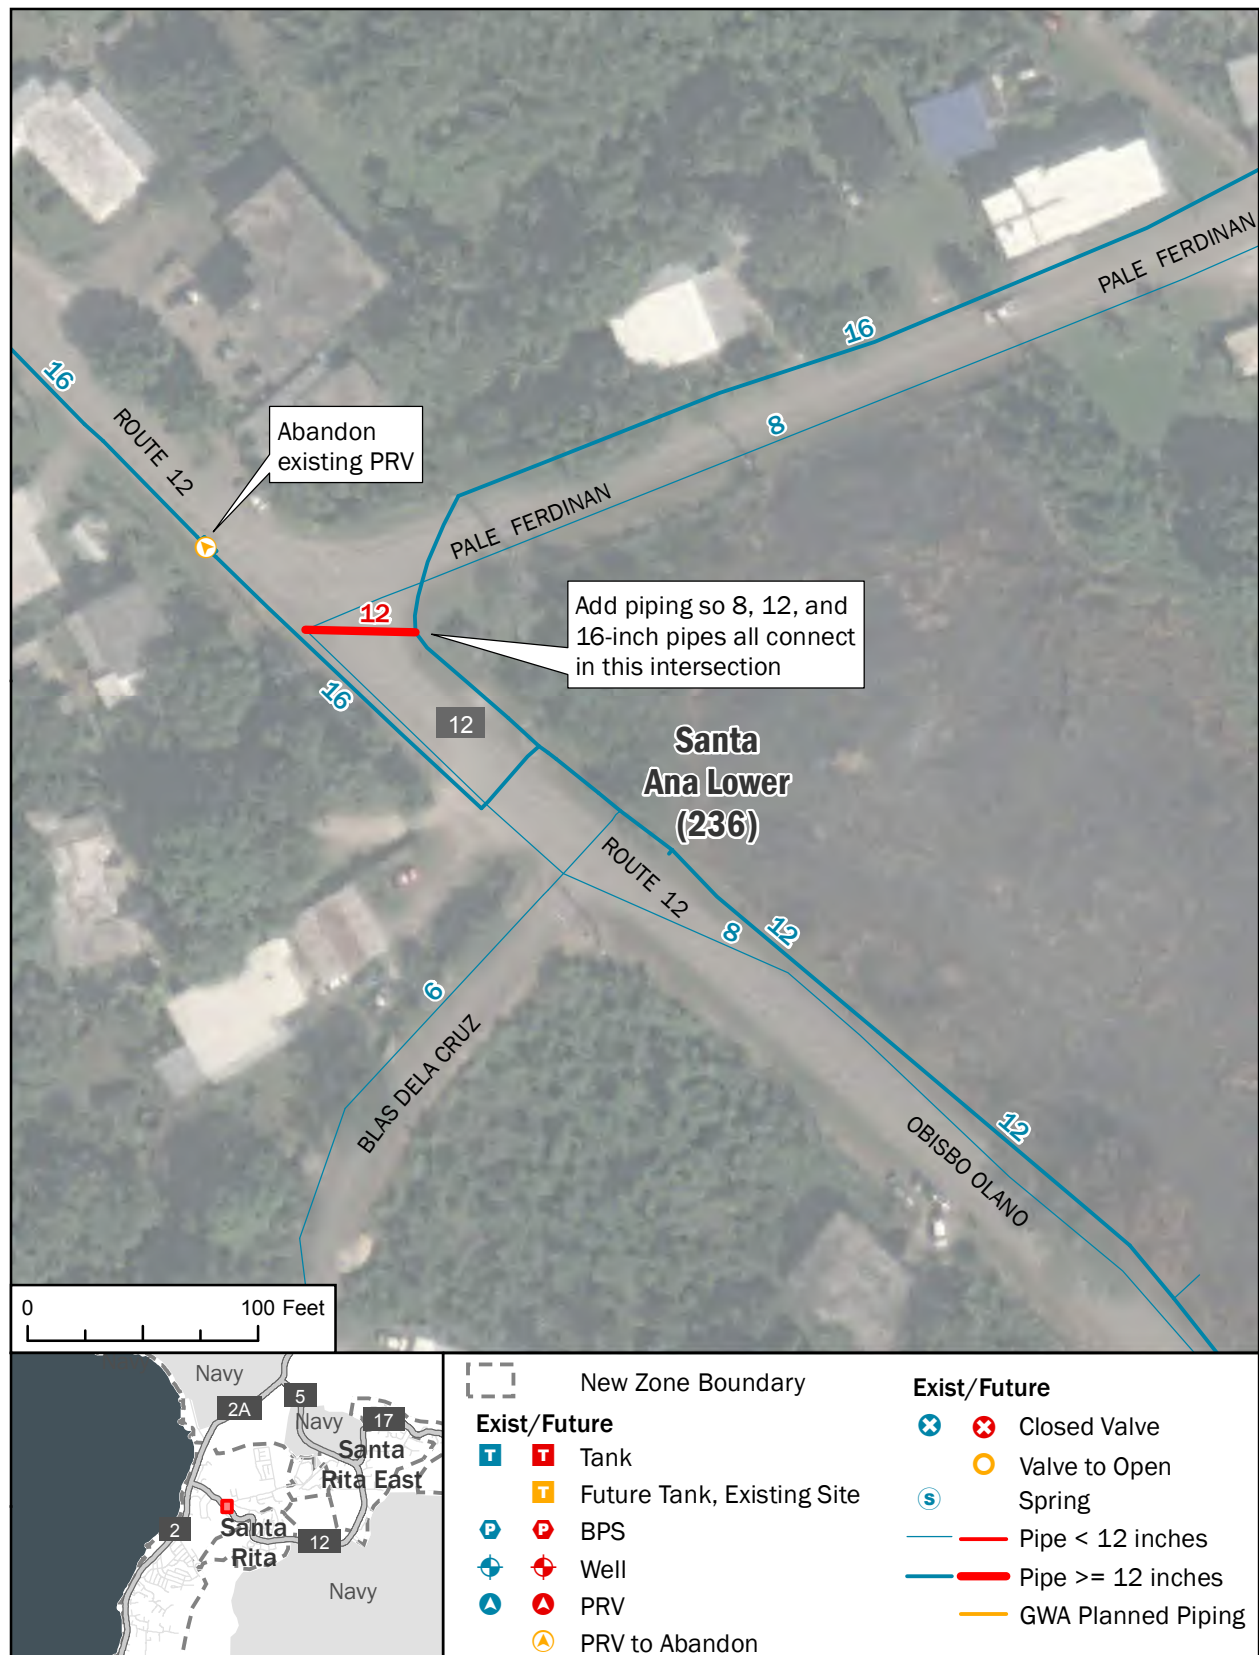 PALE FERDINAN
16
16
8
ROUTE 12
Abandon
existing PRV
PALE FERDINAN
12
Add piping so 8, 12, and
16-inch pipes all connect
in this intersection
16
12
Santa
Ana Lower
(236)
ROUTE 12
8
12
6
BLAS DELA CRUZ
12
OBISBO OLANO
0 100 Feet
Navy
2A
5
Navy
17
Santa
Rita East
2
Santa
Rita
12
Navy
New Zone Boundary
Exist/Future
T T Tank
T Future Tank, Existing Site
P P BPS
Well
PRV
PRV to Abandon
Exist/Future
Closed Valve
Valve to Open
S Spring
Pipe < 12 inches
Pipe >= 12 inches
GWA Planned Piping